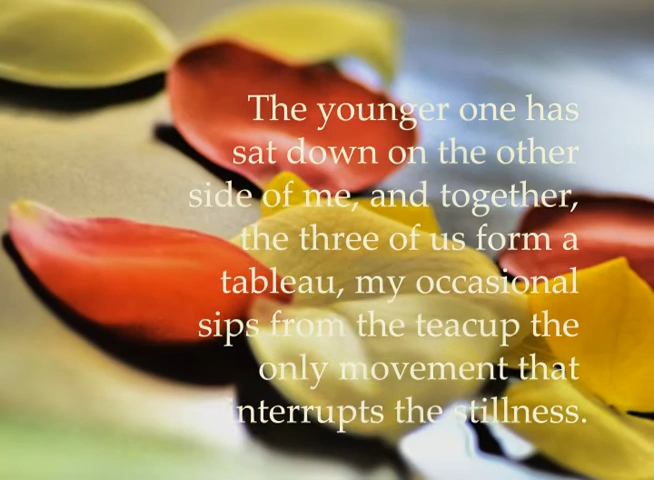 The younger one has
sat down on the other
side of me, and together,
the three of us form a
tableau, my occasional
sips from the teacup the
only movement that
interrupts the stillness.